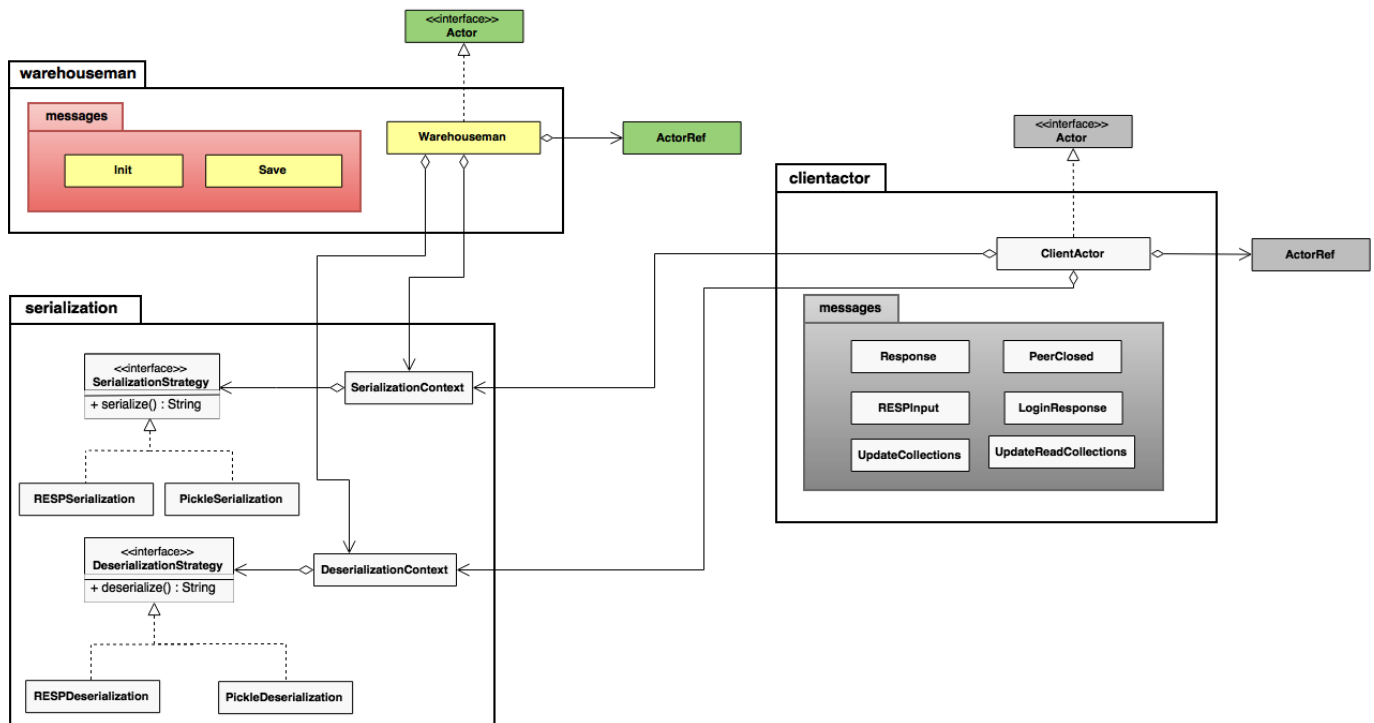 <<interface>>
Actor
warehouseman
messages
Init
Save
Warehouseman
ActorRef
<<interface>>
Actor
clientactor
ClientActor
ActorRef
messages
Response
PeerClosed
RESPInput
LoginResponse
UpdateCollections
UpdateReadCollections
serialization
<<interface>>
SerializationStrategy
+ serialize() : String
SerializationContext
RESPSerialization
PickleSerialization
<<interface>>
DeserializationStrategy
+ deserialize() : String
DeserializationContext
RESPDeserialization
PickleDeserialization